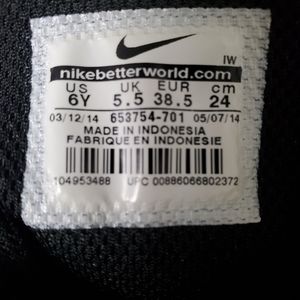 IW
nikebetterworld.com
US UK EUR cm
6Y 5.5 38.5 24
03/12/14 653754-701 05/07/14
MADE IN INDONESIA
FABRIQUE EN INDONESIE
104953488 UPC 00886066802372